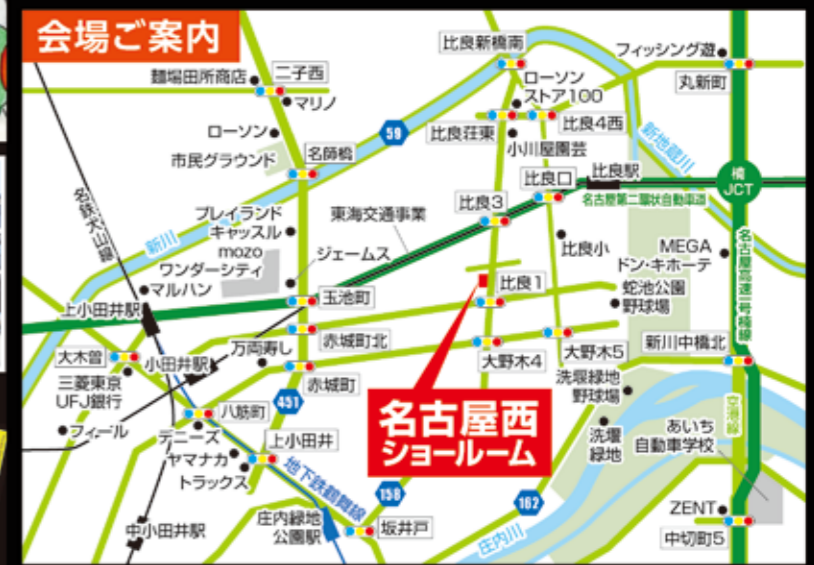 会場ご案内
比良新橋南
フィッシング遊
丸新町
麺場田所商店
二子西
マリノ
ローソン
ストア100
ローソン
59
比良荘東
比良4西
小川屋園芸
新地蔵川
市民グラウンド
名師橋
比良口
比良駅
楠
JCT
名古屋第二環状自動車道
名鉄犬山線
新川
プレイランド
キャッスル
東海交通事業
比良3
mozo
ワンダーシティ
ジェームス
比良小
MEGA
ドン・キホーテ
名古屋高速1号楠線
マルハン
上小田井駅
玉池町
比良1
蛇池公園
野球場
大木曽
小田井駅
万両寿し
赤城町北
大野木4
大野木5
新川中橋北
三菱東京
UFJ銀行
赤城町
名古屋西
ショールーム
洗堰緑地
野球場
空港線
フィール
八筋町
451
デニーズ
ヤマナカ
トラックス
上小田井
洗堰
緑地
あいち
自動車学校
地下鉄鶴舞線
158
162
ZENT
中小田井駅
庄内緑地
公園駅
坂井戸
庄内川
中切町5